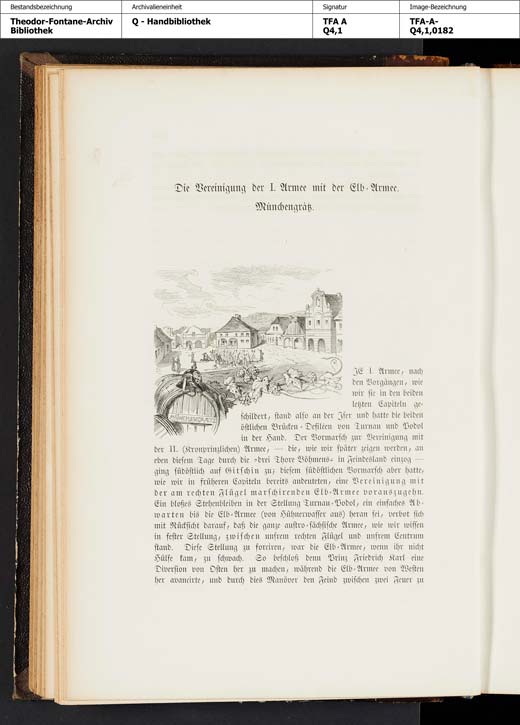 Bestandsbezeichnung
Archivalieneinheit
Signatur
Image-Bezeichnung
Theodor-Fontane-Archiv
Bibliothek
Q - Handbibliothek
TFA A
Q4,1
TFA-A-
Q4,1,0182
Die Vereinigung der I. Armee mit der Elb-Armee.
Münchengrätz.
IE I. Armee, nach
den Vorgängen, wie
wir sie in den beiden
letzten Capiteln ge-
schildert, stand also an der Iser und hatte die beiden
östlichen Brücken-Defiléen von Turnau und Podol
in der Hand. Der Vormarsch zur Vereinigung mit
der II. (Kronprinzlichen) Armee, — die, wie wir später zeigen werden, an
eben diesem Tage durch die »drei Thore Böhmens« in Feindesland einzog —
ging südöstlich auf Gitschin zu; diesem südöstlichen Vormarsch aber hatte,
wie wir in früheren Capiteln bereits andeuteten, eine Vereinigung mit
der am rechten Flügel marschirenden Elb-Armee voranzugehn.
Ein bloßes Stehenbleiben in der Stellung Turnau-Podol, ein einfaches Ab-
warten bis die Elb-Armee (von Hühnerwasser aus) heran sei, verbot sich
mit Rücksicht darauf, daß die ganze austro-sächsische Armee, wie wir wissen
in fester Stellung, zwischen unsrem rechten Flügel und unsrem Centrum
stand. Diese Stellung zu forciren, war die Elb-Armee, wenn ihr nicht
Hülfe kam, zu schwach. So beschloß denn Prinz Friedrich Karl eine
Diversion von Osten her zu machen, während die Elb-Armee von Westen
her avancirte, und durch dies Manöver den Feind zwischen zwei Feuer zu